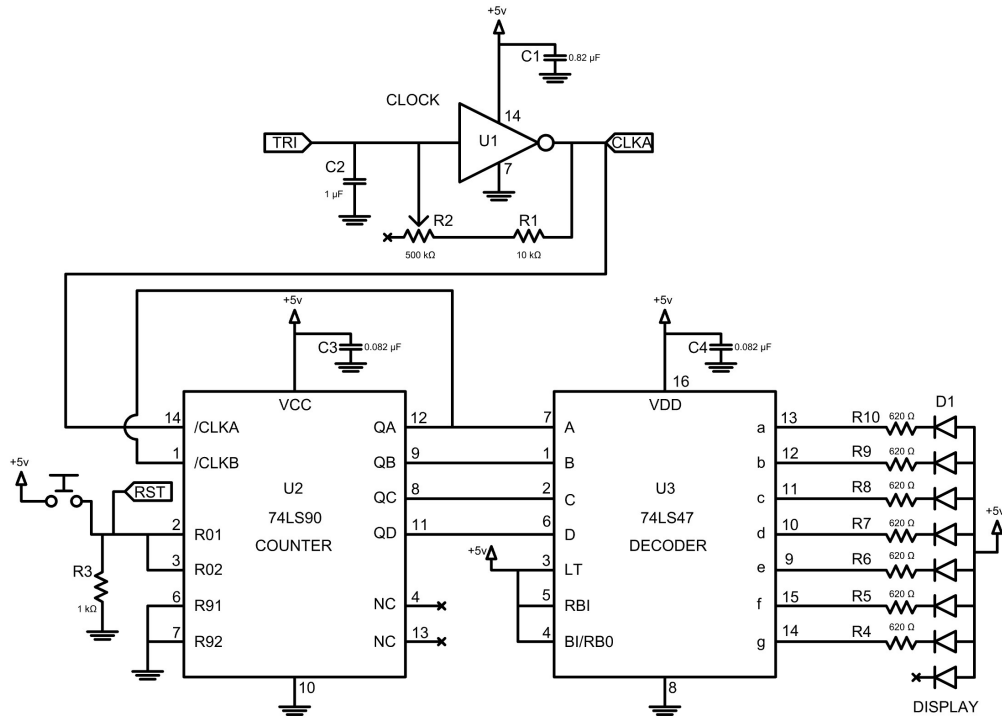 +5v
C1 0.82 µF
CLOCK
14
TRI
U1
CLKA
7
C2
1 µF
R2
R1
500 kΩ
10 kΩ
+5v
+5v
C3 0.082 µF
C4 0.082 µF
16
VCC
VDD
D1
14 /CLKA
QA 12
7 A
a 13
R10 620 Ω
1 /CLKB
QB 9
1 B
b 12
R9 620 Ω
+5v
RST
U2
QC 8
2 C
U3
c 11
R8 620 Ω
74LS90
74LS47
+5v
2 R01
COUNTER
QD 11
6 D
DECODER
d 10
R7 620 Ω
+5v
R3
1 kΩ
3 R02
3 LT
e 9
R6 620 Ω
6 R91
NC 4
5 RBI
f 15
R5 620 Ω
7 R92
NC 13
4 BI/RB0
g 14
R4 620 Ω
10
8
DISPLAY